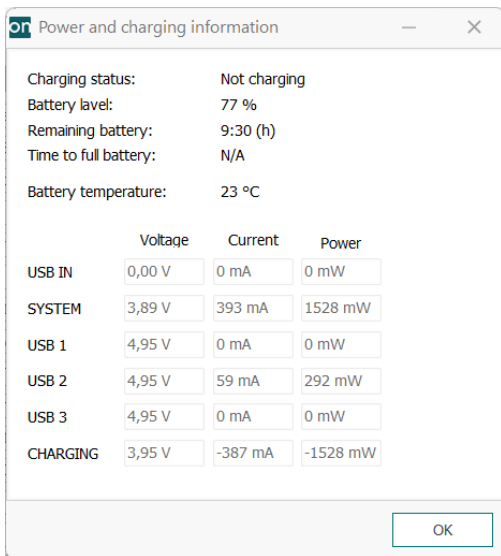 on Power and charging information
Charging status: Not charging
Battery level: 77 %
Remaining battery: 9:30 (h)
Time to full battery: N/A
Battery temperature: 23 °C
Voltage Current Power
USB IN 0,00 V 0 mA 0 mW
SYSTEM 3,89 V 393 mA 1528 mW
USB 1 4,95 V 0 mA 0 mW
USB 2 4,95 V 59 mA 292 mW
USB 3 4,95 V 0 mA 0 mW
CHARGING 3,95 V -387 mA -1528 mW
OK